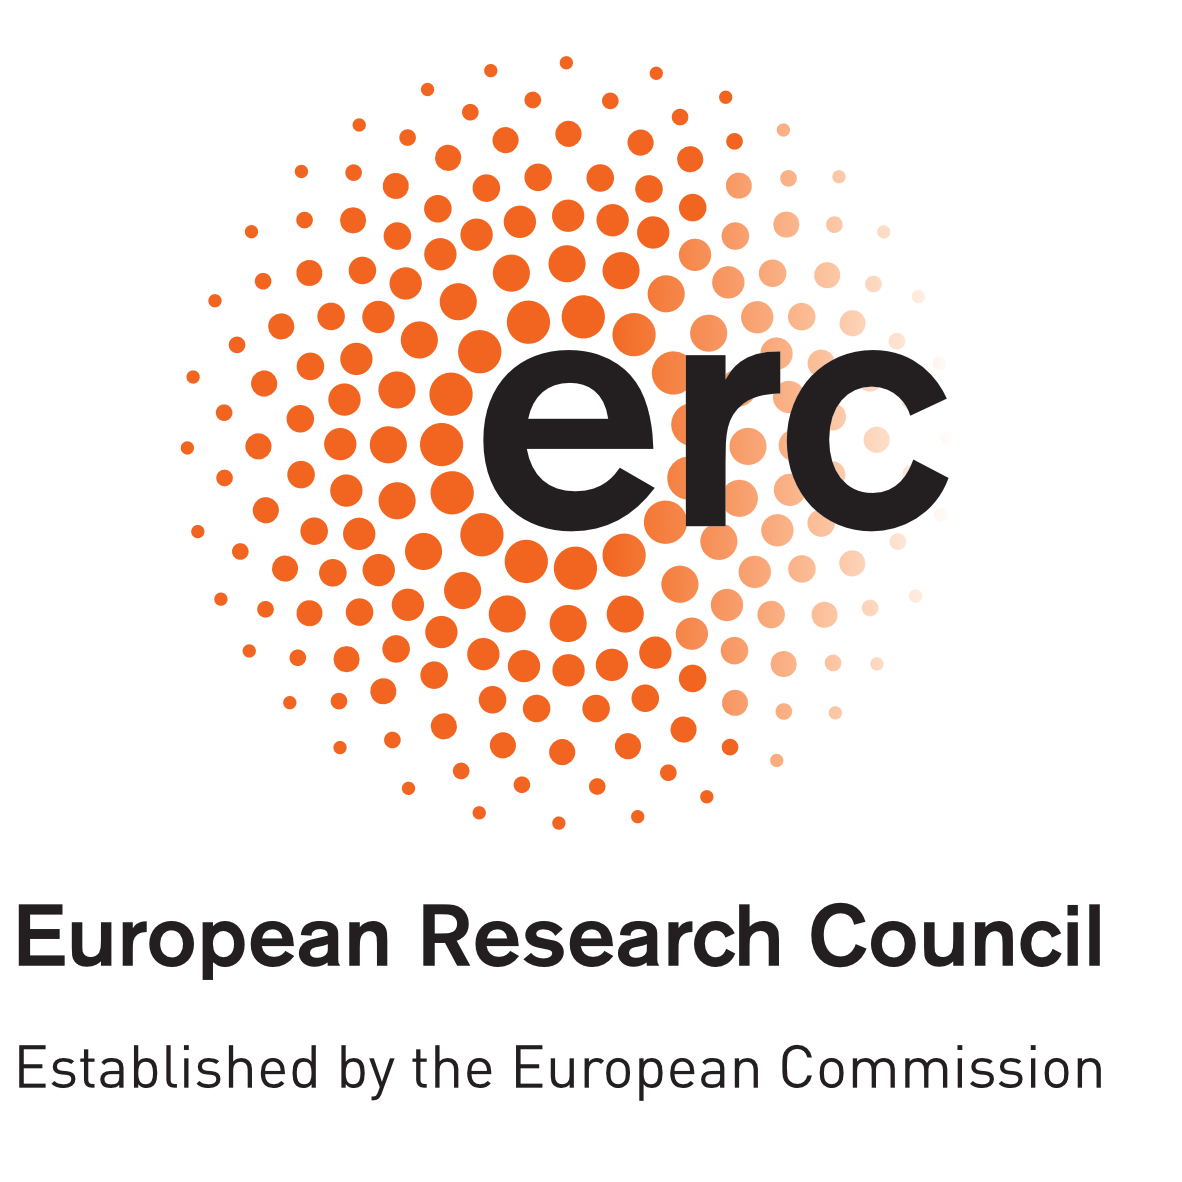 erc
European Research Council
Established by the European Commission